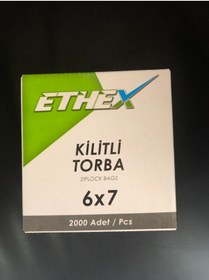 ETHEX
KİLİTLİ
TORBA
ZIPLOCK BAGS
6x7
2000 Adet / Pcs